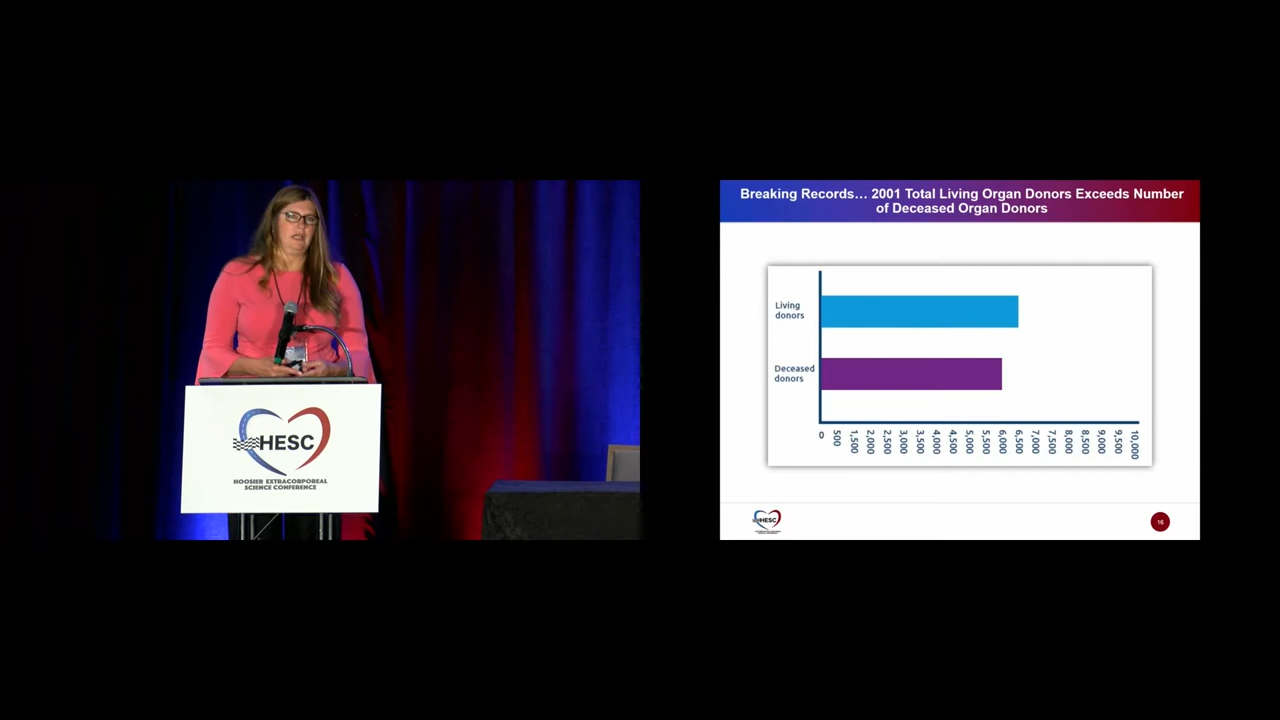 HESC
HOOSIER EXTRACORPOREAL
SCIENCE CONFERENCE
Breaking Records... 2001 Total Living Organ Donors Exceeds Number
of Deceased Organ Donors
Living
donors
Deceased
donors
0
500
1,500
2,000
2,500
3,000
3,500
4,000
4,500
5,000
5,500
6,000
6,500
7,000
7,500
8,000
8,500
9,000
9,500
10,000
HESC
16